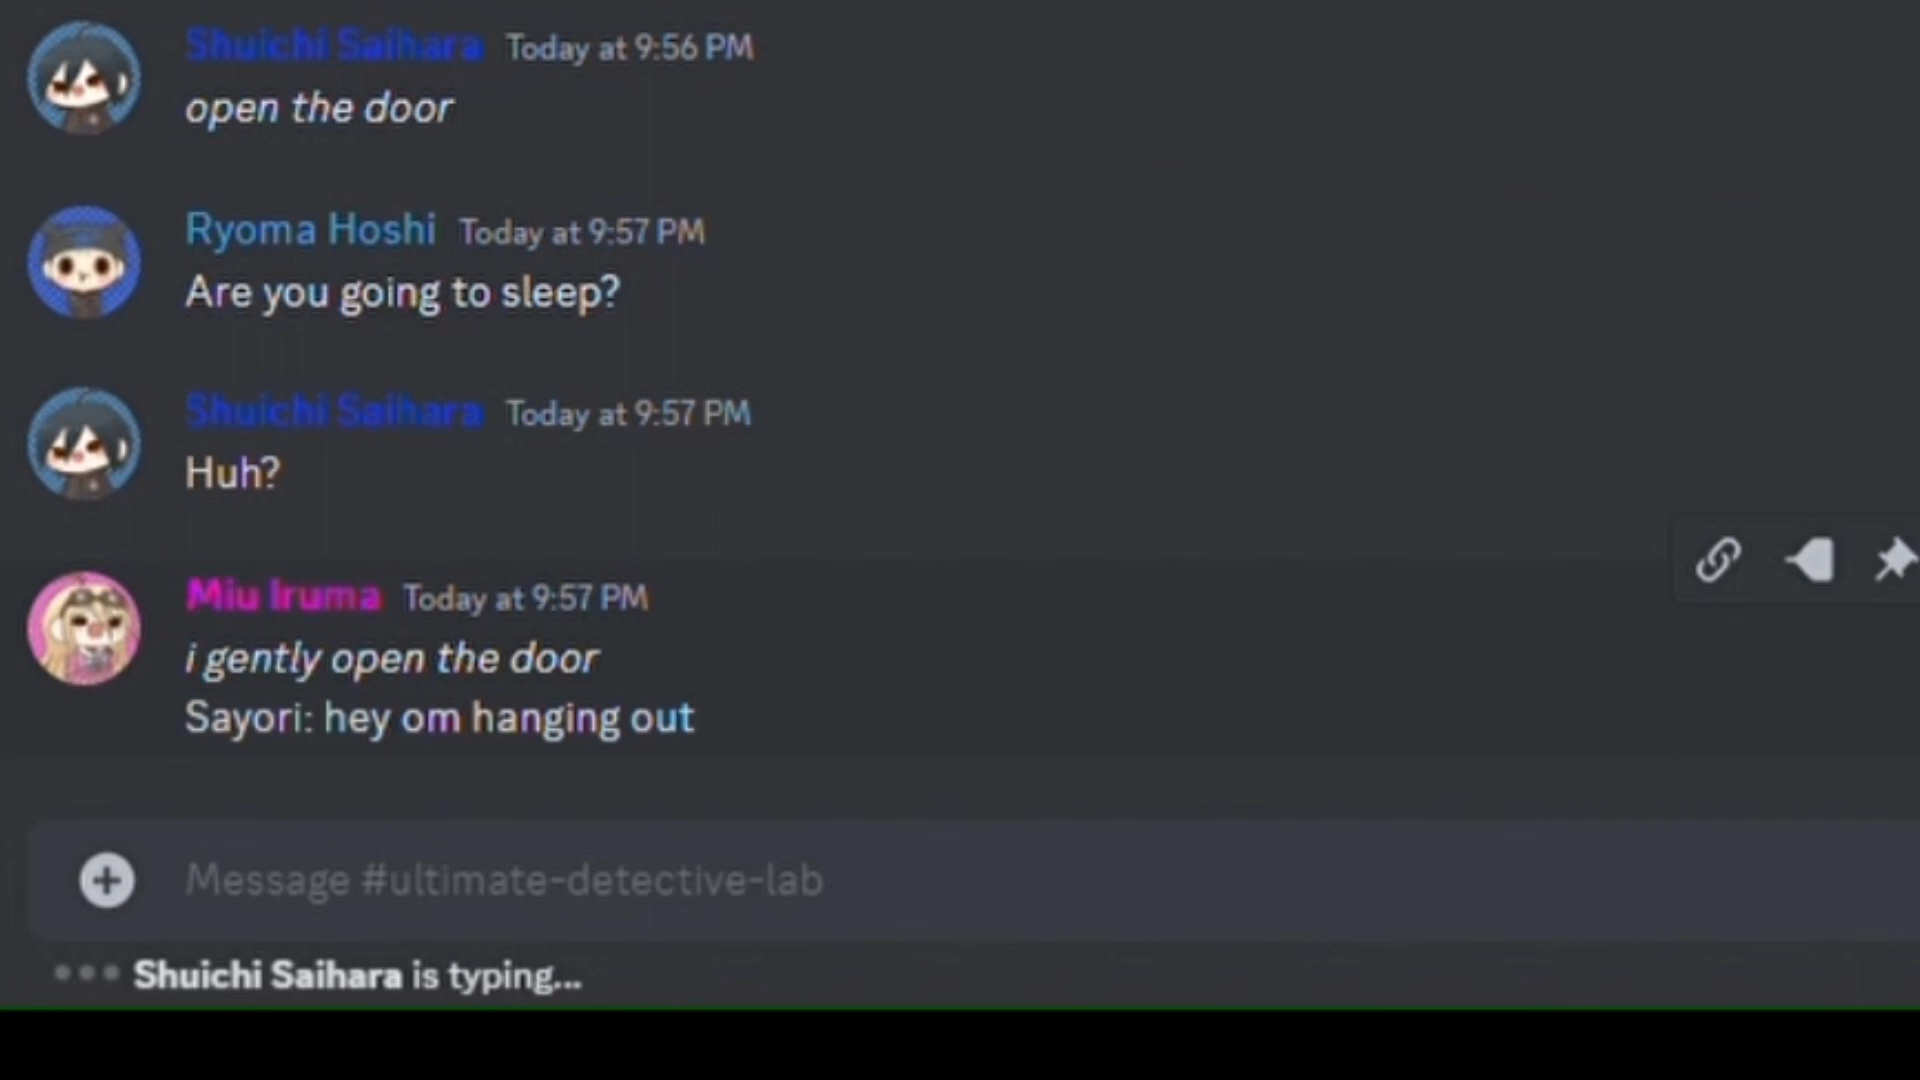 Shuichi Saihara Today at 9:56 PM
open the door
Ryoma Hoshi Today at 9:57 PM
Are you going to sleep?
Shuichi Saihara Today at 9:57 PM
Huh?
Miu Iruma Today at 9:57 PM
i gently open the door
Sayori: hey om hanging out
Message #ultimate-detective-lab
Shuichi Saihara is typing...